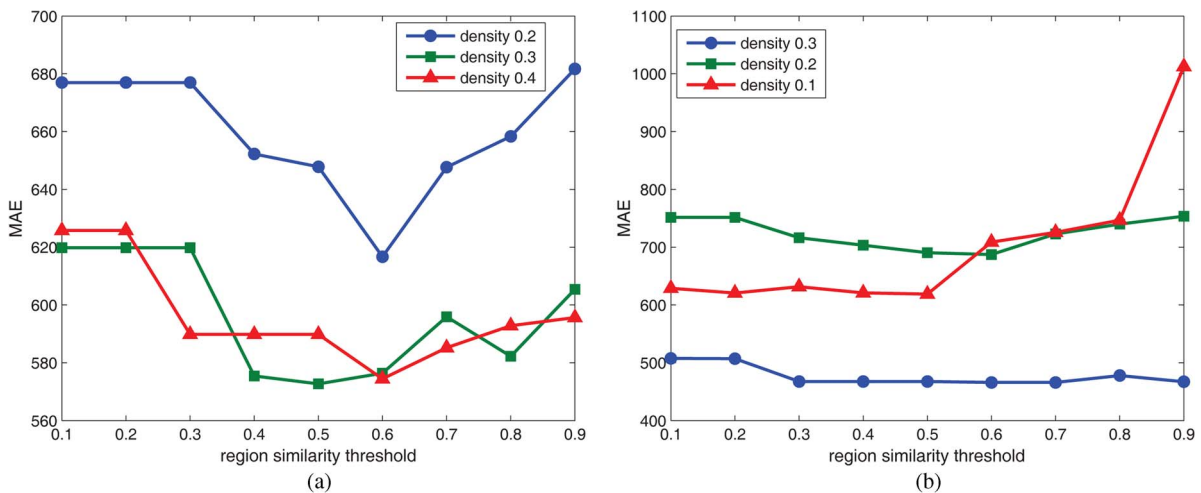 700
680
660
640
620
600
580
560
MAE
density 0.2
density 0.3
density 0.4
0.1 0.2 0.3 0.4 0.5 0.6 0.7 0.8 0.9
region similarity threshold
(a)
1100
1000
900
800
700
600
500
400
MAE
density 0.3
density 0.2
density 0.1
0.1 0.2 0.3 0.4 0.5 0.6 0.7 0.8 0.9
region similarity threshold
(b)